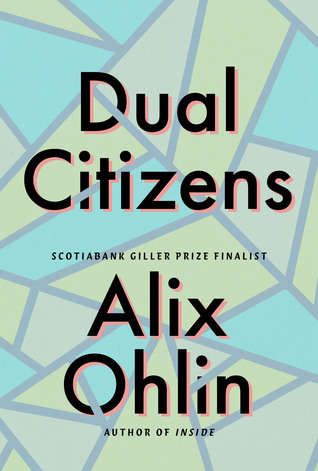 Dual
Citizens
SCOTIABANK GILLER PRIZE FINALIST
Alix
Ohlin
AUTHOR OF INSIDE